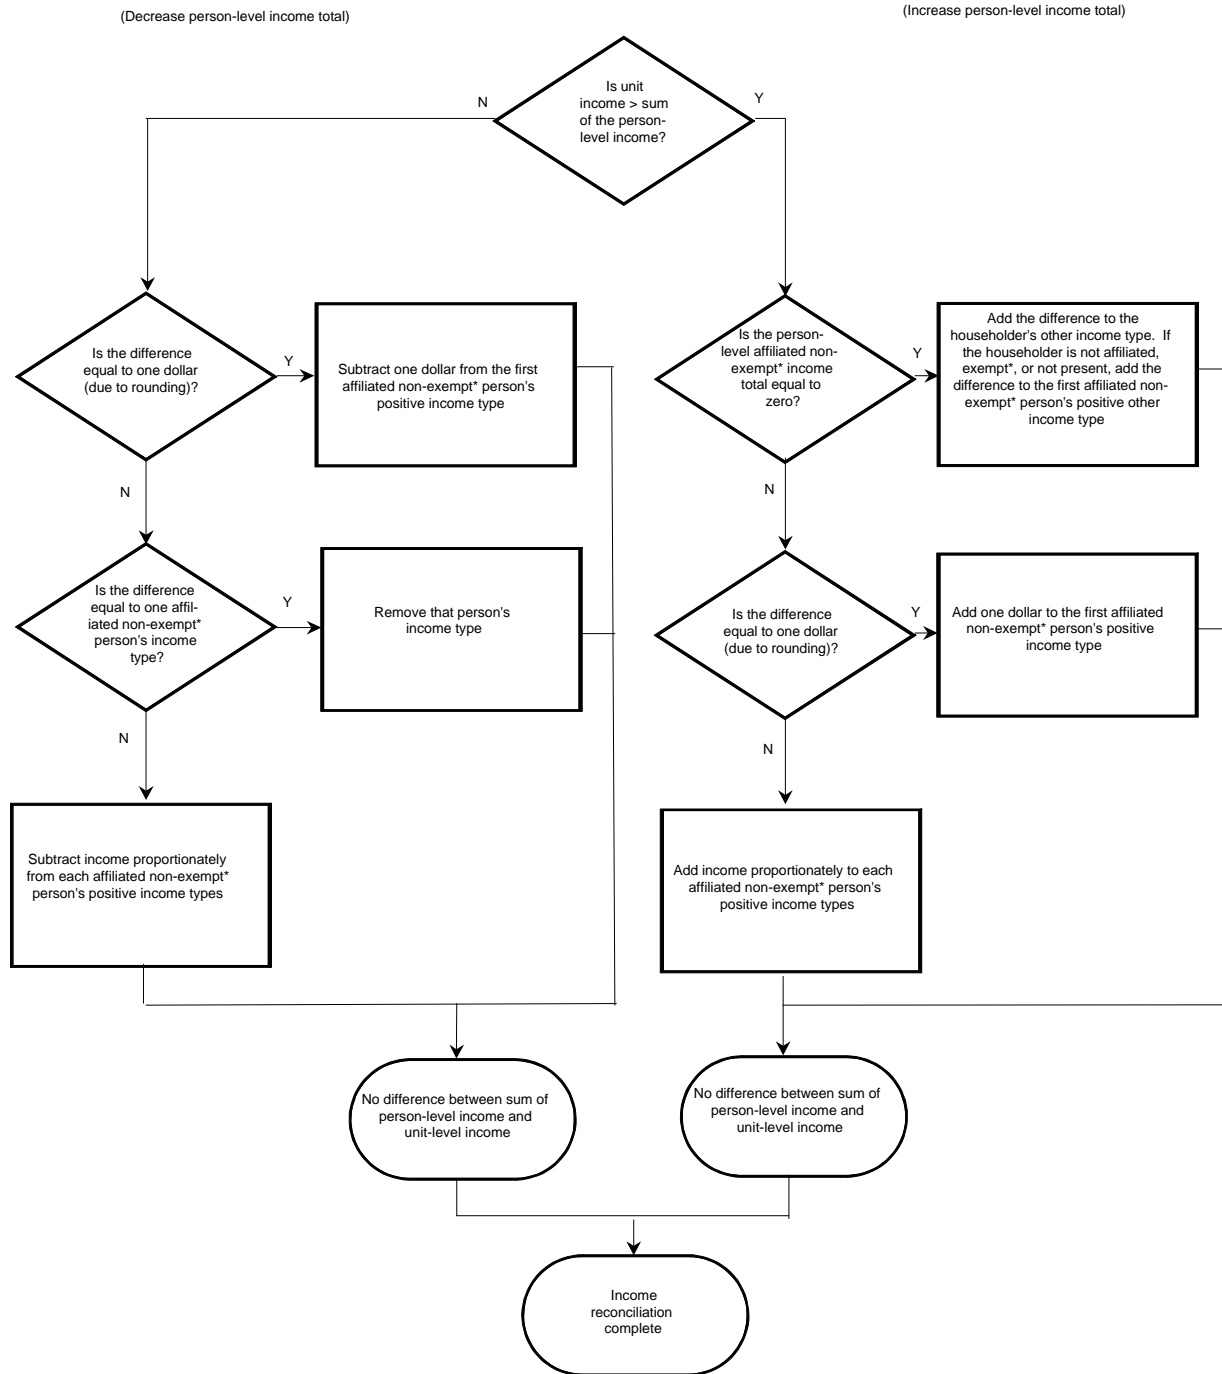 (Decrease person-level income total)
(Increase person-level income total)
Is unit
income > sum
of the person-
level income?
N
Y
Is the difference
equal to one dollar
(due to rounding)?
Y
Subtract one dollar from the first
affiliated non-exempt* person's
positive income type
Is the person-
level affiliated non-
exempt* income
total equal to
zero?
Y
Add the difference to the
householder's other income type.  If
the householder is not affiliated,
exempt*, or not present, add
the difference to the first affiliated non-
exempt* person's positive other
income type
N
N
Is the difference
equal to one affil-
iated non-exempt*
person's income
type?
Y
Remove that person's
income type
Is the difference
equal to one dollar
(due to rounding)?
Y
Add one dollar to the first affiliated
non-exempt* person's positive
income type
N
N
Subtract income proportionately
from each affiliated non-exempt*
person's positive income types
Add income proportionately to each
affiliated non-exempt* person's
positive income types
No difference between sum of
person-level income and
unit-level income
No difference between sum of
person-level income and
unit-level income
Income
reconciliation
complete